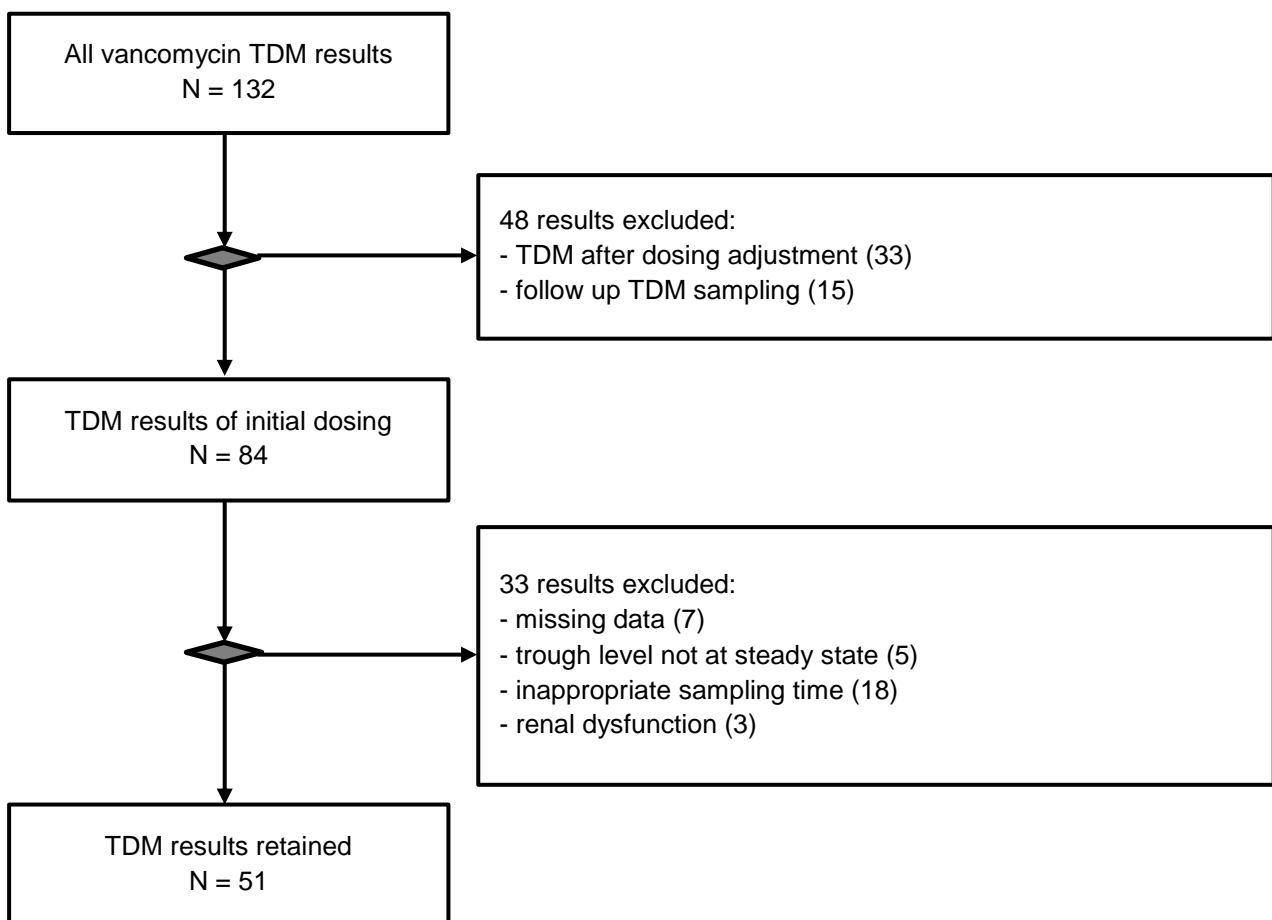 All vancomycin TDM results
N = 132
48 results excluded:
- TDM after dosing adjustment (33)
- follow up TDM sampling (15)
TDM results of initial dosing
N = 84
33 results excluded:
- missing data (7)
- trough level not at steady state (5)
- inappropriate sampling time (18)
- renal dysfunction (3)
TDM results retained
N = 51